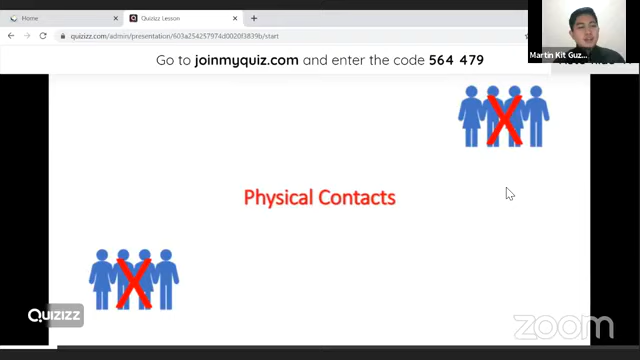 Home
Quizizz Lesson
quizizz.com/admin/presentation/603a254257974d0020f3839b/start
Go to joinmyquiz.com and enter the code 564 479
Martin Kit Guz...
X
Physical Contacts
X
QUIZIZZ
zoom